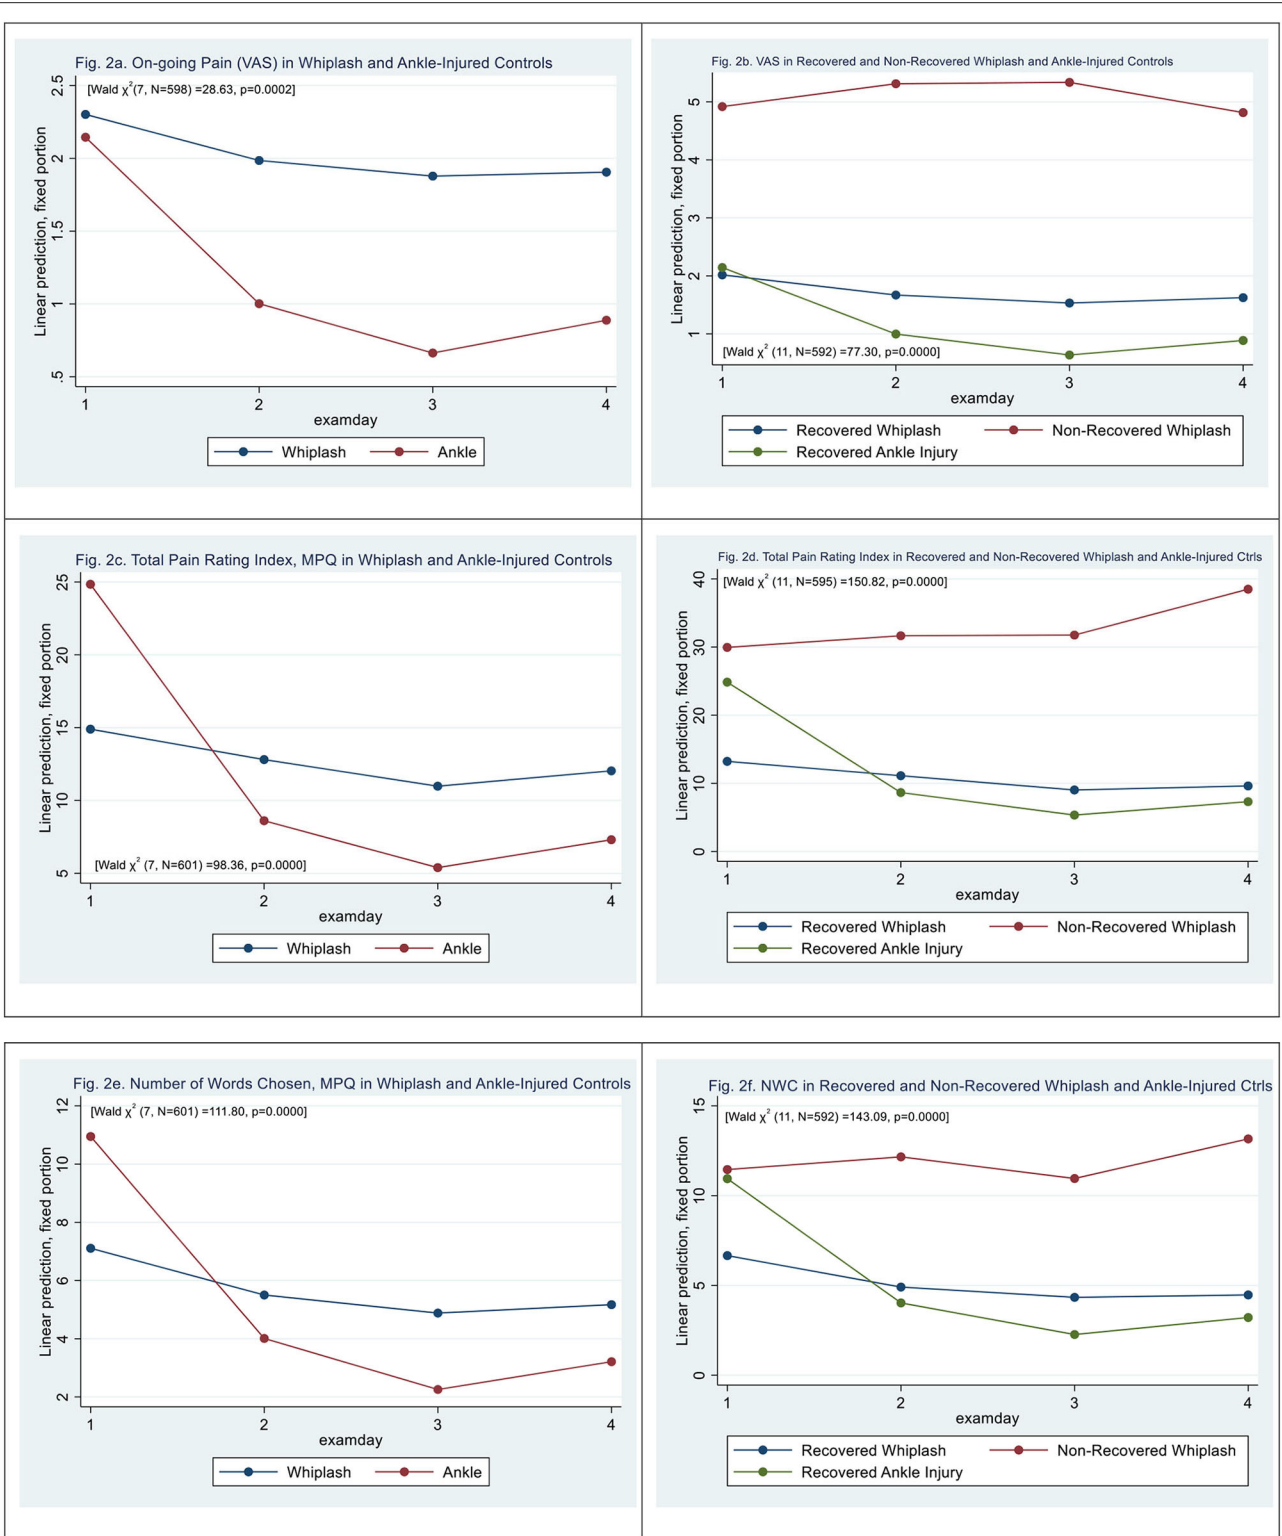 Fig. 2a. On-going Pain (VAS) in Whiplash and Ankle-Injured Controls
[Wald χ²(7, N=598) =28.63, p=0.0002]
Linear prediction, fixed portion
2.5
2
1.5
1
.5
1 2 3 4
examday
Whiplash Ankle
Fig. 2b. VAS in Recovered and Non-Recovered Whiplash and Ankle-Injured Controls
Linear prediction, fixed portion
5
4
3
2
1
[Wald χ² (11, N=592) =77.30, p=0.0000]
1 2 3 4
examday
Recovered Whiplash Non-Recovered Whiplash
Recovered Ankle Injury
Fig. 2c. Total Pain Rating Index, MPQ in Whiplash and Ankle-Injured Controls
Linear prediction, fixed portion
25
20
15
10
5
[Wald χ² (7, N=601) =98.36, p=0.0000]
1 2 3 4
examday
Whiplash Ankle
Fig. 2d. Total Pain Rating Index in Recovered and Non-Recovered Whiplash and Ankle-Injured Ctrls
[Wald χ² (11, N=595) =150.82, p=0.0000]
Linear prediction, fixed portion
40
30
20
10
0
1 2 3 4
examday
Recovered Whiplash Non-Recovered Whiplash
Recovered Ankle Injury
Fig. 2e. Number of Words Chosen, MPQ in Whiplash and Ankle-Injured Controls
[Wald χ² (7, N=601) =111.80, p=0.0000]
Linear prediction, fixed portion
12
10
8
6
4
2
1 2 3 4
examday
Whiplash Ankle
Fig. 2f. NWC in Recovered and Non-Recovered Whiplash and Ankle-Injured Ctrls
[Wald χ² (11, N=592) =143.09, p=0.0000]
Linear prediction, fixed portion
15
10
5
0
1 2 3 4
examday
Recovered Whiplash Non-Recovered Whiplash
Recovered Ankle Injury